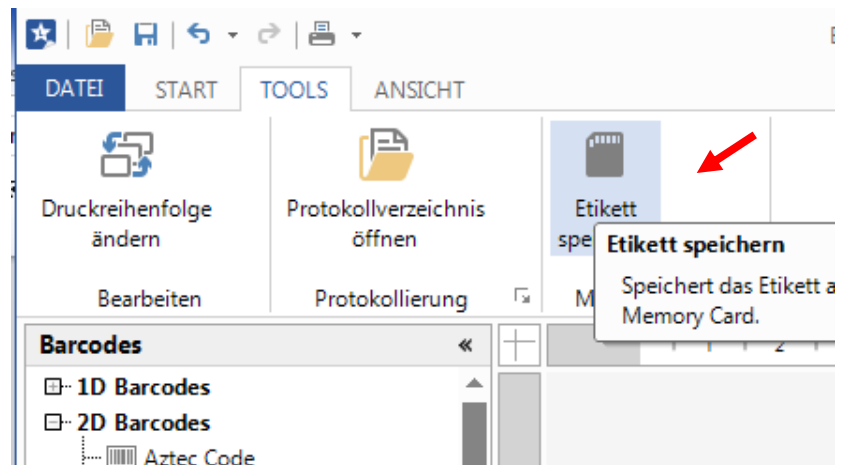 DATEI START TOOLS ANSICHT
Druckreihenfolge
ändern
Protokollverzeichnis
öffnen
Etikett
spe
Etikett speichern
Speichert das Etikett a
Memory Card.
Bearbeiten Protokollierung M
Barcodes «
1D Barcodes
2D Barcodes
Aztec Code
2